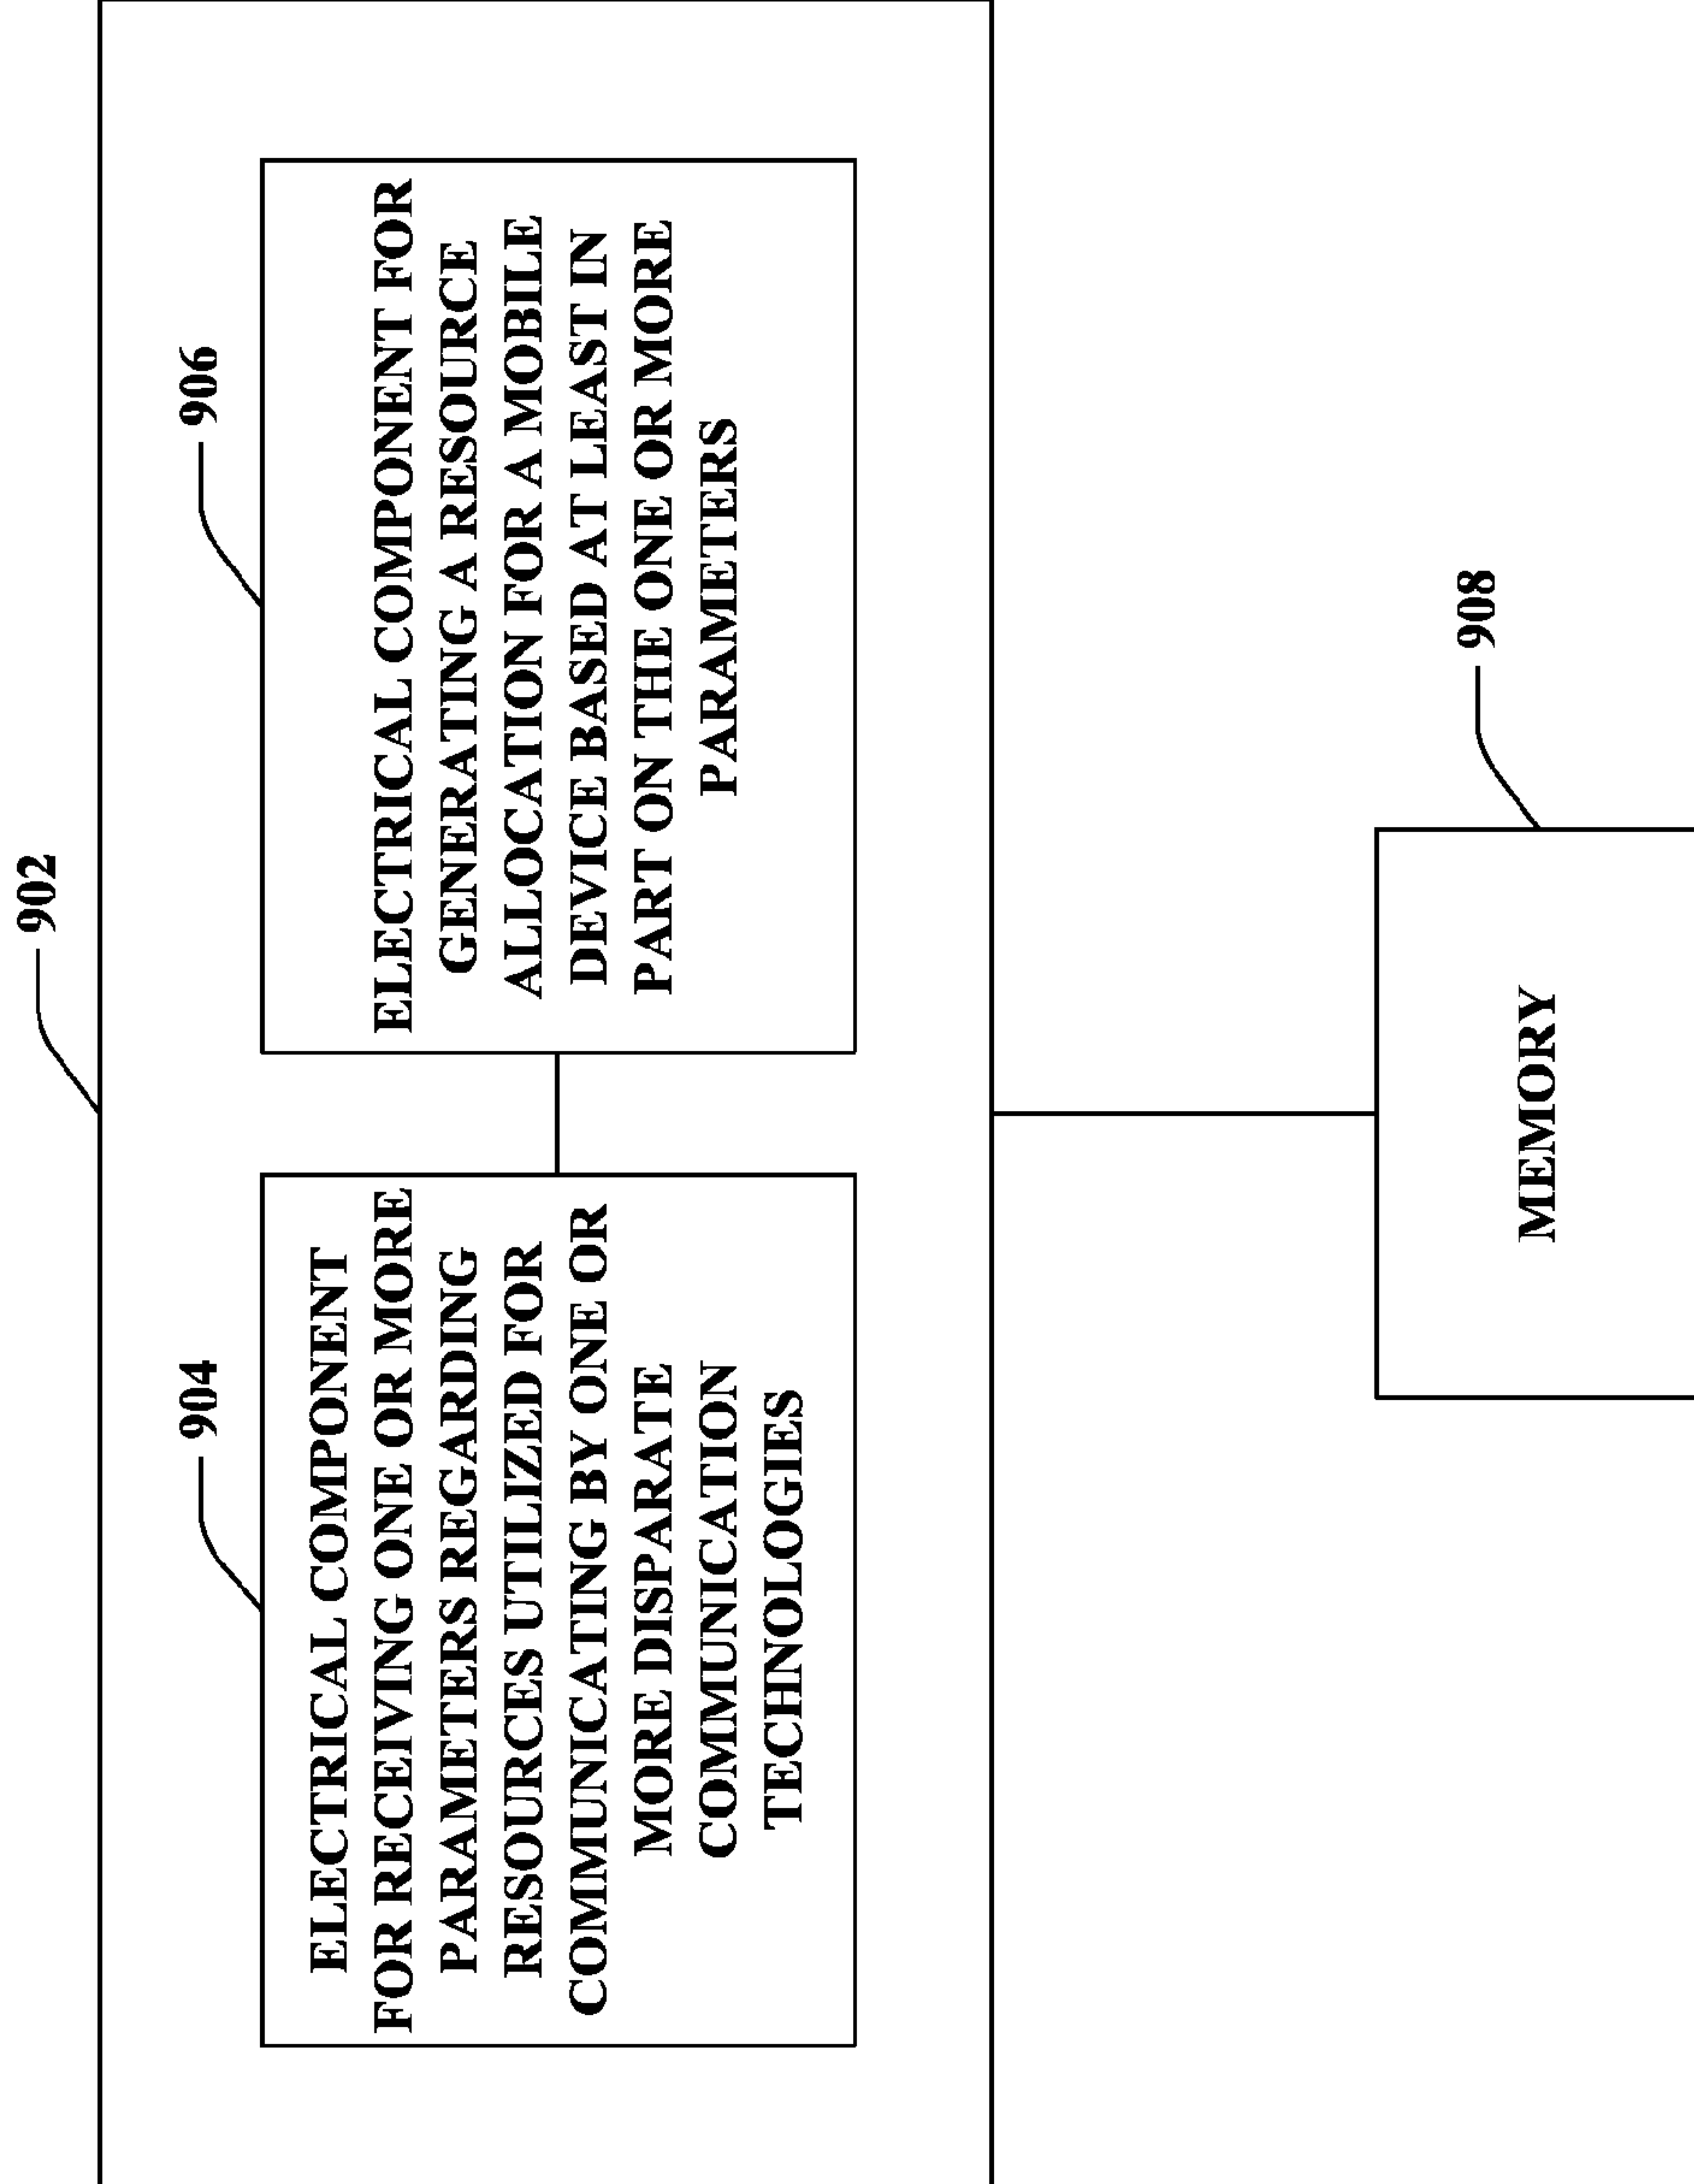 902
904
ELECTRICAL COMPONENT
FOR RECEIVING ONE OR MORE
PARAMETERS REGARDING
RESOURCES UTILIZED FOR
COMMUNICATING BY ONE OR
MORE DISPARATE
COMMUNICATION
TECHNOLOGIES
906
ELECTRICAL COMPONENT FOR
GENERATING A RESOURCE
ALLOCATION FOR A MOBILE
DEVICE BASED AT LEAST IN
PART ON THE ONE OR MORE
PARAMETERS
908
MEMORY